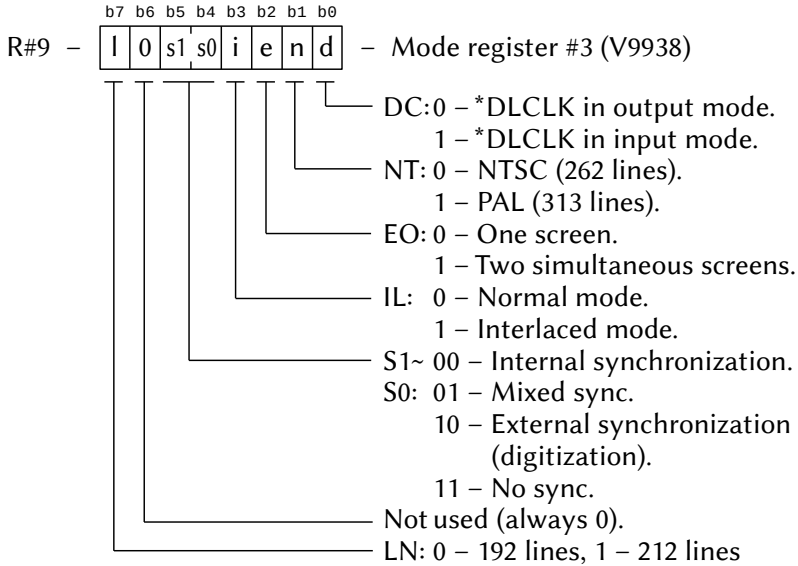 b7 b6 b5 b4 b3 b2 b1 b0
R#9 – l 0 s1 s0 i e n d – Mode register #3 (V9938)
DC: 0 – *DLCLK in output mode.
1 – *DLCLK in input mode.
NT: 0 – NTSC (262 lines).
1 – PAL (313 lines).
EO: 0 – One screen.
1 – Two simultaneous screens.
IL: 0 – Normal mode.
1 – Interlaced mode.
S1~ 00 – Internal synchronization.
S0: 01 – Mixed sync.
10 – External synchronization
(digitization).
11 – No sync.
Not used (always 0).
LN: 0 – 192 lines, 1 – 212 lines